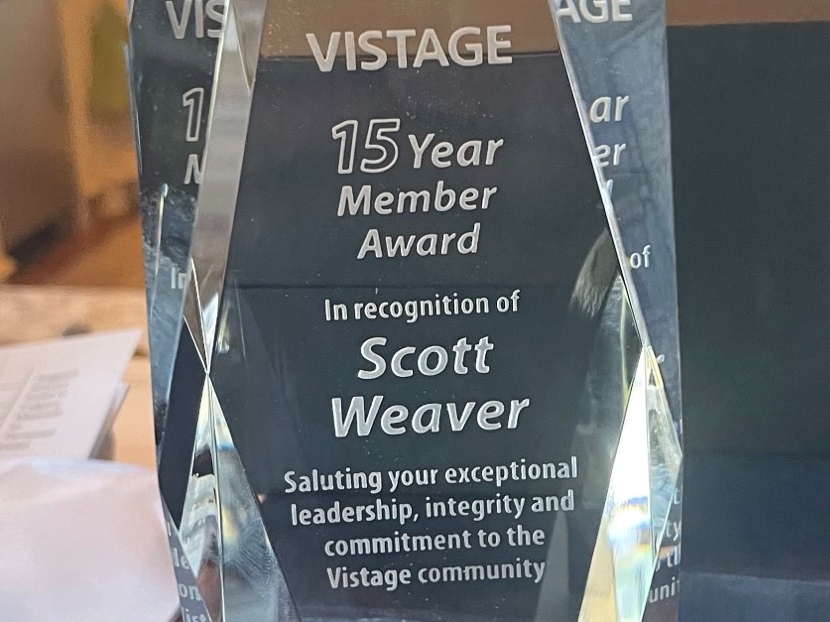 VISTAGE
15 Year
Member
Award
In recognition of
Scott
Weaver
Saluting your exceptional
leadership, integrity and
commitment to the
Vistage community